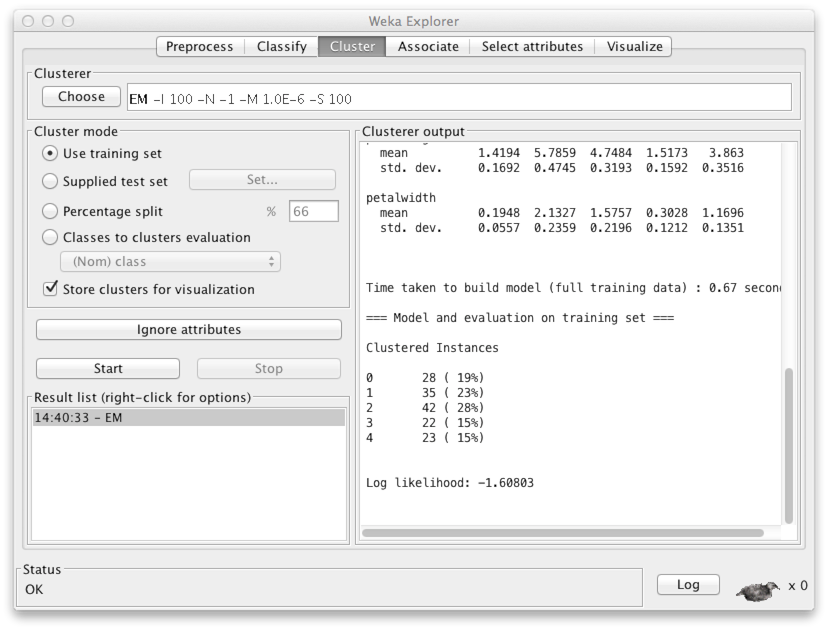 Weka Explorer
Preprocess Classify Cluster Associate Select attributes Visualize
Clusterer
Choose EM -I 100 -N -1 -M 1.0E-6 -S 100
Cluster mode
Use training set
Supplied test set Set...
Percentage split % 66
Classes to clusters evaluation
(Nom) class
Store clusters for visualization
Ignore attributes
Start Stop
Result list (right-click for options)
14:40:33 - EM
Clusterer output
mean 1.4194 5.7859 4.7484 1.5173 3.863
std. dev. 0.1692 0.4745 0.3193 0.1592 0.3516
petalwidth
mean 0.1948 2.1327 1.5757 0.3028 1.1696
std. dev. 0.0557 0.2359 0.2196 0.1212 0.1351
Time taken to build model (full training data) : 0.67 secon
=== Model and evaluation on training set ===
Clustered Instances
0 28 ( 19%)
1 35 ( 23%)
2 42 ( 28%)
3 22 ( 15%)
4 23 ( 15%)
Log likelihood: -1.60803
Status
OK
Log x 0